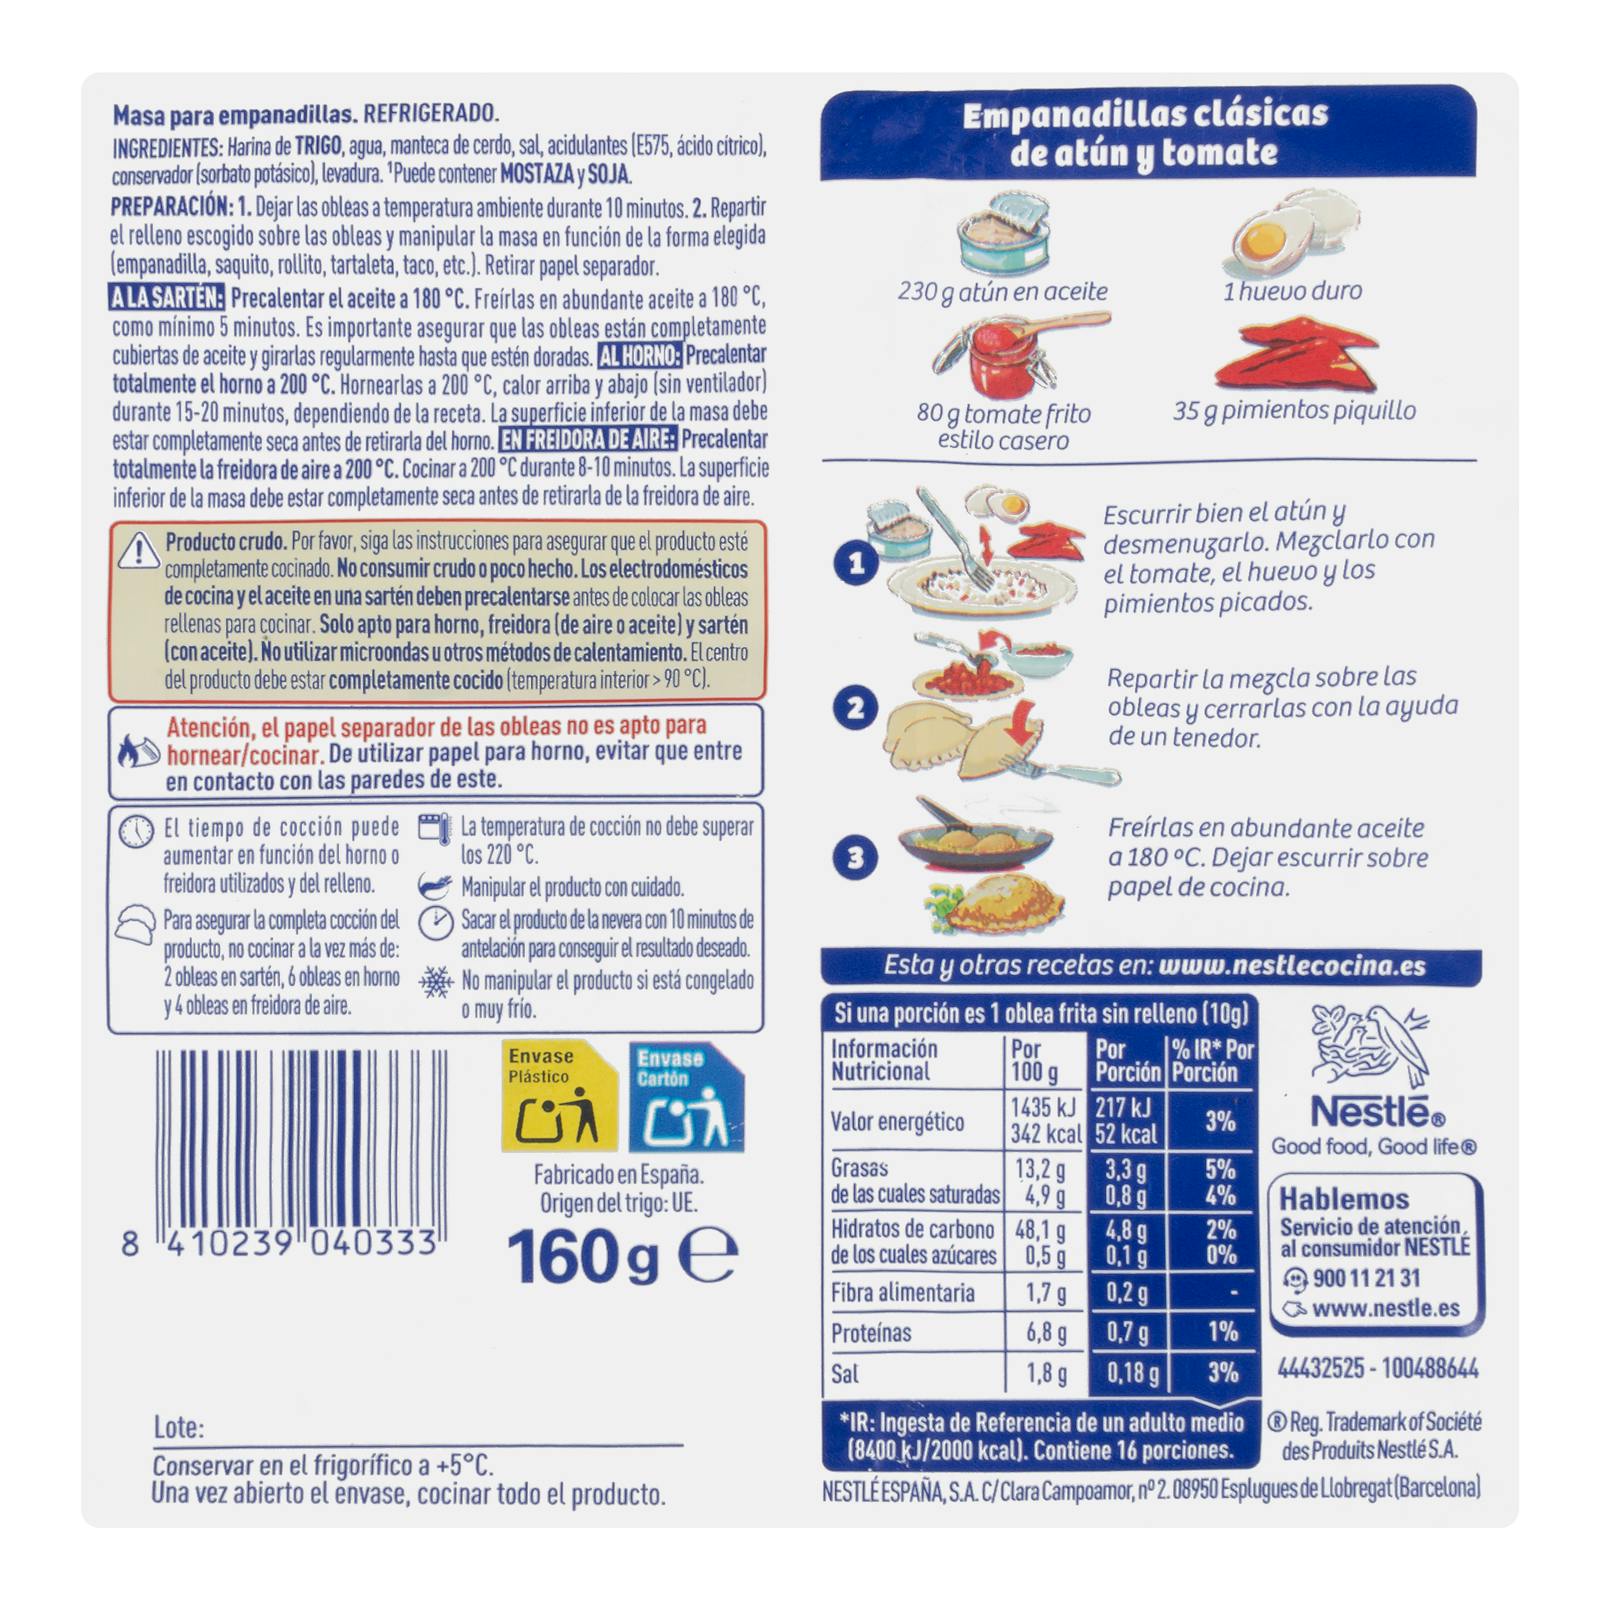 Masa para empanadillas. REFRIGERADO.
INGREDIENTES: Harina de TRIGO, agua, manteca de cerdo, sal, acidulantes (E575, ácido cítrico),
conservador (sorbato potásico), levadura. ¹Puede contener MOSTAZA y SOJA.
PREPARACIÓN: 1. Dejar las obleas a temperatura ambiente durante 10 minutos. 2. Repartir
el relleno escogido sobre las obleas y manipular la masa en función de la forma elegida
(empanadilla, saquito, rollito, tartaleta, taco, etc.). Retirar papel separador.
A LA SARTÉN: Precalentar el aceite a 180 °C. Freírlas en abundante aceite a 180 °C,
como mínimo 5 minutos. Es importante asegurar que las obleas están completamente
cubiertas de aceite y girarlas regularmente hasta que estén doradas. AL HORNO: Precalentar
totalmente el horno a 200 °C. Hornearlas a 200 °C, calor arriba y abajo (sin ventilador)
durante 15-20 minutos, dependiendo de la receta. La superficie inferior de la masa debe
estar completamente seca antes de retirarla del horno. EN FREIDORA DE AIRE: Precalentar
totalmente la freidora de aire a 200 °C. Cocinar a 200 °C durante 8-10 minutos. La superficie
inferior de la masa debe estar completamente seca antes de retirarla de la freidora de aire.
Producto crudo. Por favor, siga las instrucciones para asegurar que el producto esté
completamente cocinado. No consumir crudo o poco hecho. Los electrodomésticos
de cocina y el aceite en una sartén deben precalentarse antes de colocar las obleas
rellenas para cocinar. Solo apto para horno, freidora (de aire o aceite) y sartén
(con aceite). No utilizar microondas u otros métodos de calentamiento. El centro
del producto debe estar completamente cocido (temperatura interior > 90 °C).
Atención, el papel separador de las obleas no es apto para
hornear/cocinar. De utilizar papel para horno, evitar que entre
en contacto con las paredes de este.
El tiempo de cocción puede
aumentar en función del horno o
freidora utilizados y del relleno.
Para asegurar la completa cocción del
producto, no cocinar a la vez más de:
2 obleas en sartén, 6 obleas en horno
y 4 obleas en freidora de aire.
La temperatura de cocción no debe superar
los 220 °C.
Manipular el producto con cuidado.
Sacar el producto de la nevera con 10 minutos de
antelación para conseguir el resultado deseado.
No manipular el producto si está congelado
o muy frío.
8 410239 040333
Envase
Plástico
Envase
Cartón
Fabricado en España.
Origen del trigo: UE.
160 g e
Lote:
Conservar en el frigorífico a +5°C.
Una vez abierto el envase, cocinar todo el producto.
Empanadillas clásicas
de atún y tomate
230 g atún en aceite
1 huevo duro
80 g tomate frito
estilo casero
35 g pimientos piquillo
1
Escurrir bien el atún y
desmenuzarlo. Mezclarlo con
el tomate, el huevo y los
pimientos picados.
2
Repartir la mezcla sobre las
obleas y cerrarlas con la ayuda
de un tenedor.
3
Freírlas en abundante aceite
a 180 °C. Dejar escurrir sobre
papel de cocina.
Esta y otras recetas en: www.nestlecocina.es
Si una porción es 1 oblea frita sin relleno (10g)
Información Nutricional Por 100 g Por Porción % IR* Por Porción
Valor energético 1435 kJ 342 kcal 217 kJ 52 kcal 3%
Grasas 13,2 g 3,3 g 5%
de las cuales saturadas 4,9 g 0,8 g 4%
Hidratos de carbono 48,1 g 4,8 g 2%
de los cuales azúcares 0,5 g 0,1 g 0%
Fibra alimentaria 1,7 g 0,2 g -
Proteínas 6,8 g 0,7 g 1%
Sal 1,8 g 0,18 g 3%
*IR: Ingesta de Referencia de un adulto medio
(8400 kJ/2000 kcal). Contiene 16 porciones.
Nestlé®
Good food, Good life®
Hablemos
Servicio de atención
al consumidor NESTLÉ
900 11 21 31
www.nestle.es
44432525 - 100488644
® Reg. Trademark of Société
des Produits Nestlé S.A.
NESTLÉ ESPAÑA, S.A. C/ Clara Campoamor, nº 2. 08950 Esplugues de Llobregat (Barcelona)